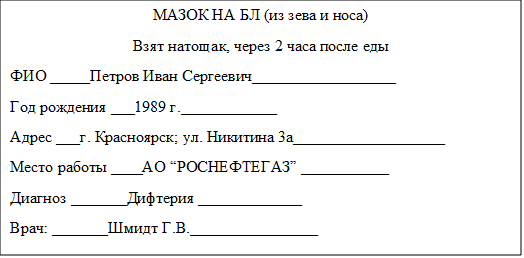 МАЗОК НА БЛ (из зева и носа)
Взят натощак, через 2 часа после еды
ФИО _____Петров Иван Сергеевич__________________
Год рождения ___1989 г.____________
Адрес ___г. Красноярск; ул. Никитина 3а___________________
Место работы ____АО “РОСНЕФТЕГАЗ” ___________
Диагноз _______Дифтерия _____________
Врач: _______Шмидт Г.В.________________